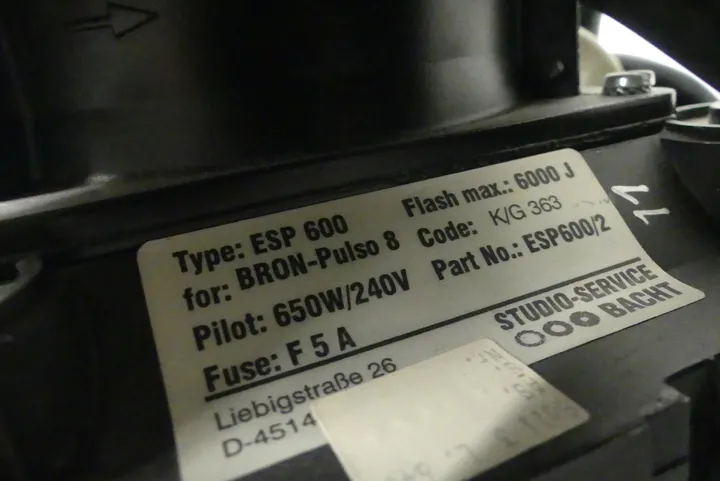 Type: ESP 600 Flash max.: 6000 J
for: BRON-Pulso 8 Code: K/G 363
Pilot: 650W/240V Part No.: ESP600/2
Fuse: F 5 A
STUDIO-SERVICE
BACHT
Liebigstraße 26
D-4514
11